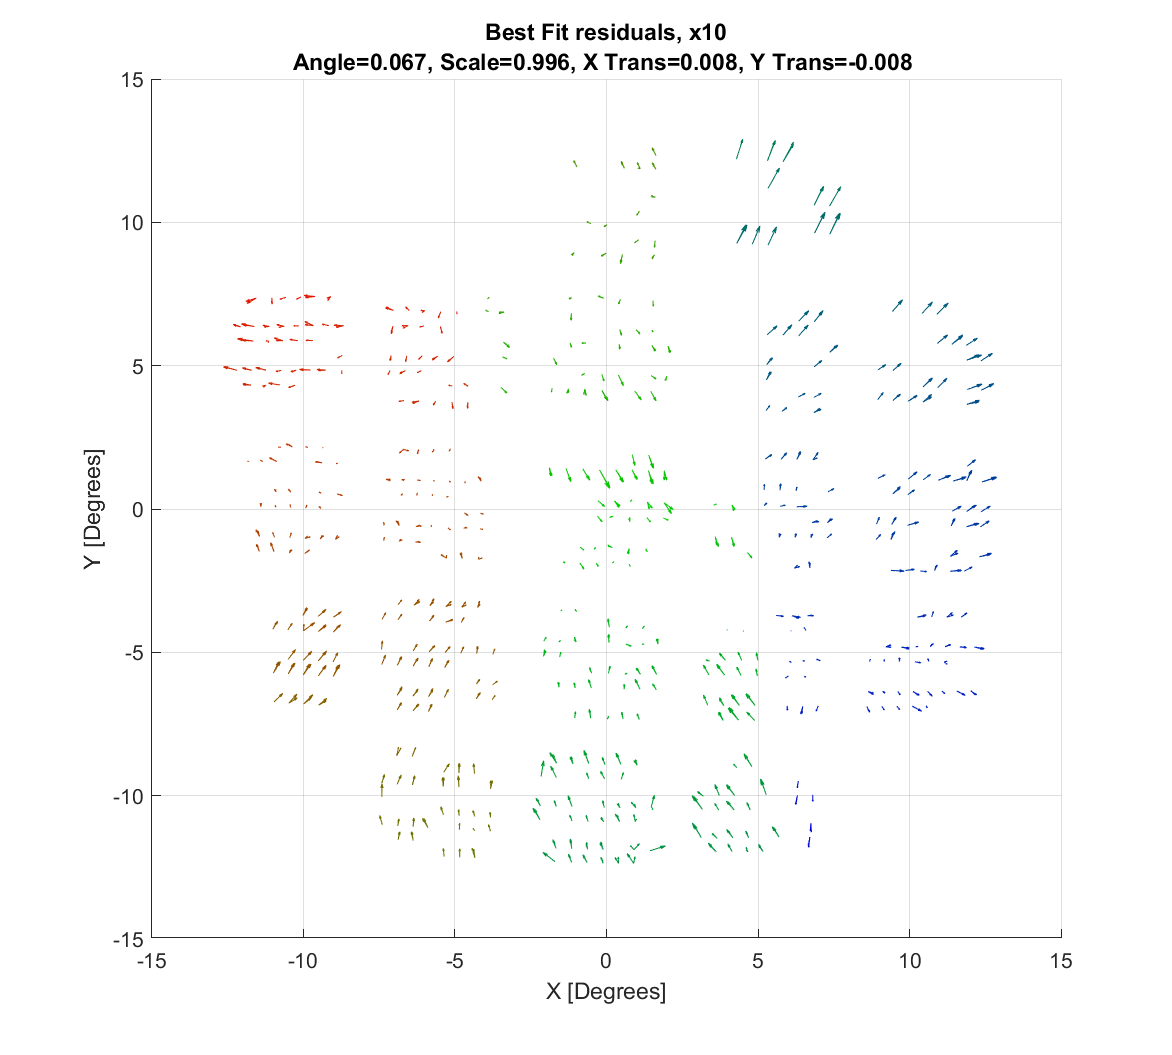 Best Fit residuals, x10
Angle=0.067, Scale=0.996, X Trans=0.008, Y Trans=-0.008
15
10
5
0
-5
-10
-15
Y [Degrees]
-15 -10 -5 0 5 10 15
X [Degrees]